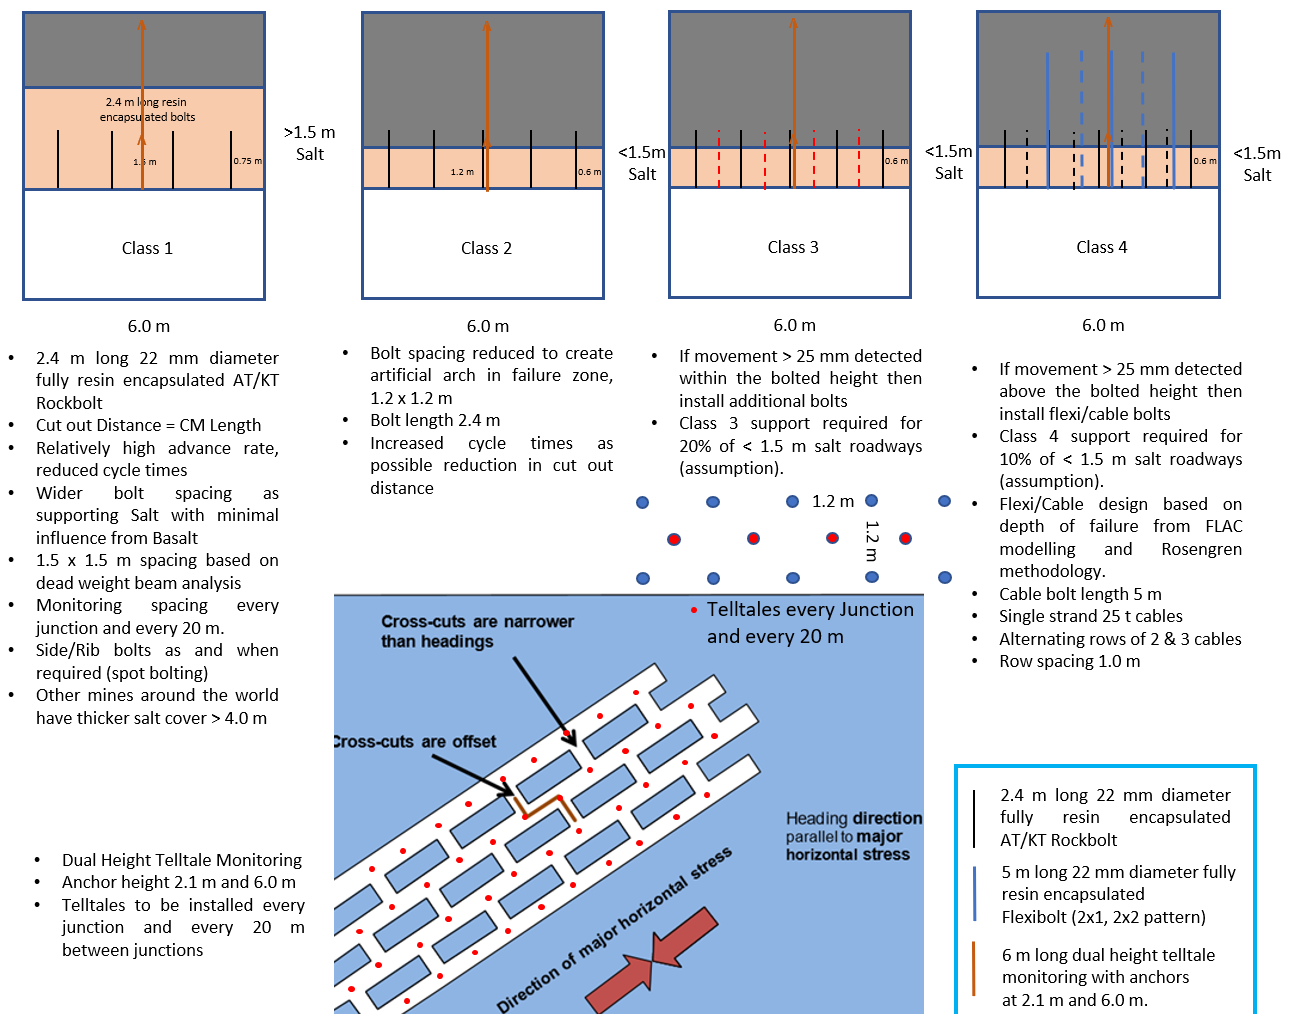 2.4 m long resin
encapsulated bolts
1.5 m
0.75 m
Class 1
>1.5 m
Salt
6.0 m
1.2 m
0.6 m
Class 2
<1.5m
Salt
6.0 m
0.6 m
Class 3
<1.5m
Salt
6.0 m
0.6 m
Class 4
<1.5m
Salt
6.0 m
• 2.4 m long 22 mm diameter
fully resin encapsulated AT/KT
Rockbolt
• Cut out Distance = CM Length
• Relatively high advance rate,
reduced cycle times
• Wider bolt spacing as
supporting Salt with minimal
influence from Basalt
• 1.5 x 1.5 m spacing based on
dead weight beam analysis
• Monitoring spacing every
junction and every 20 m.
• Side/Rib bolts as and when
required (spot bolting)
• Other mines around the world
have thicker salt cover > 4.0 m
• Bolt spacing reduced to create
artificial arch in failure zone,
1.2 x 1.2 m
• Bolt length 2.4 m
• Increased cycle times as
possible reduction in cut out
distance
• If movement > 25 mm detected
within the bolted height then
install additional bolts
• Class 3 support required for
20% of < 1.5 m salt roadways
(assumption).
1.2 m
1.2 m
• If movement > 25 mm detected
above the bolted height then
install flexi/cable bolts
• Class 4 support required for
10% of < 1.5 m salt roadways
(assumption).
• Flexi/Cable design based on
depth of failure from FLAC
modelling and Rosengren
methodology.
• Cable bolt length 5 m
• Single strand 25 t cables
• Alternating rows of 2 & 3 cables
• Row spacing 1.0 m
• Dual Height Telltale Monitoring
• Anchor height 2.1 m and 6.0 m
• Telltales to be installed every
junction and every 20 m
between junctions
Cross-cuts are narrower
than headings
• Telltales every Junction
and every 20 m
Cross-cuts are offset
Heading direction
parallel to major
horizontal stress
Direction of major horizontal stress
2.4 m long 22 mm diameter
fully resin encapsulated
AT/KT Rockbolt
5 m long 22 mm diameter fully
resin encapsulated
Flexibolt (2x1, 2x2 pattern)
6 m long dual height telltale
monitoring with anchors
at 2.1 m and 6.0 m.